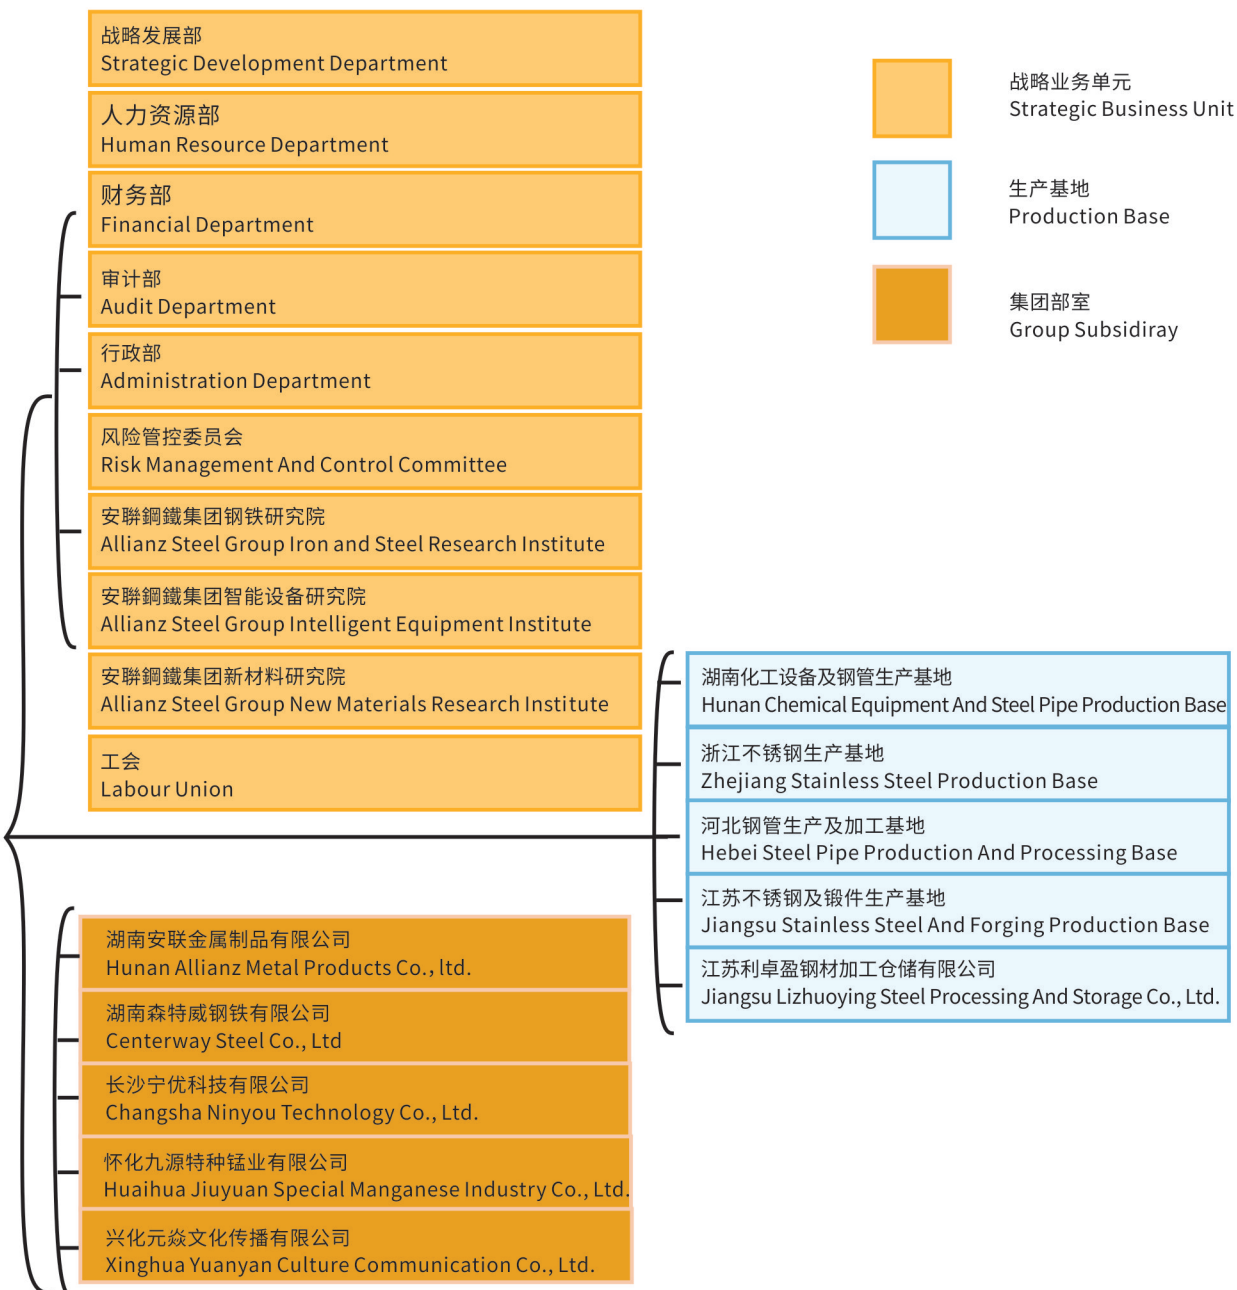 战略发展部
Strategic Development Department
人力资源部
Human Resource Department
财务部
Financial Department
审计部
Audit Department
行政部
Administration Department
风险管控委员会
Risk Management And Control Committee
安聨鋼鐵集团钢铁研究院
Allianz Steel Group Iron and Steel Research Institute
安聨鋼鐵集团智能设备研究院
Allianz Steel Group Intelligent Equipment Institute
安聨鋼鐵集团新材料研究院
Allianz Steel Group New Materials Research Institute
工会
Labour Union
战略业务单元
Strategic Business Unit
生产基地
Production Base
集团部室
Group Subsidiray
湖南化工设备及钢管生产基地
Hunan Chemical Equipment And Steel Pipe Production Base
浙江不锈钢生产基地
Zhejiang Stainless Steel Production Base
河北钢管生产及加工基地
Hebei Steel Pipe Production And Processing Base
江苏不锈钢及锻件生产基地
Jiangsu Stainless Steel And Forging Production Base
江苏利卓盈钢材加工仓储有限公司
Jiangsu Lizhuoying Steel Processing And Storage Co., Ltd.
湖南安联金属制品有限公司
Hunan Allianz Metal Products Co., ltd.
湖南森特威钢铁有限公司
Centerway Steel Co., Ltd
长沙宁优科技有限公司
Changsha Ninyou Technology Co., Ltd.
怀化九源特种锰业有限公司
Huaihua Jiuyuan Special Manganese Industry Co., Ltd.
兴化元焱文化传播有限公司
Xinghua Yuanyan Culture Communication Co., Ltd.